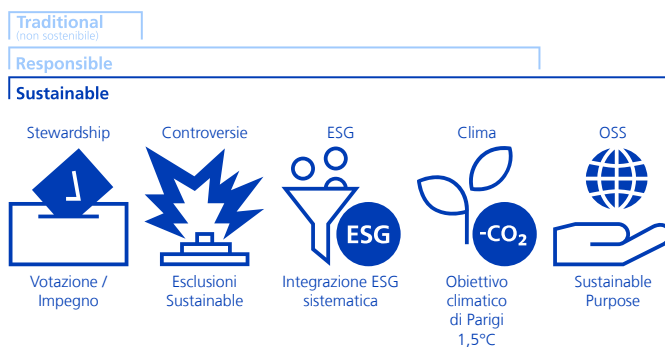 Traditional
(non sostenibile)
Responsible
Sustainable
Stewardship
Controversie
ESG
Clima
OSS
ESG
-CO₂
Votazione /
Impegno
Esclusioni
Sustainable
Integrazione ESG
sistematica
Obiettivo
climatico
di Parigi
1,5°C
Sustainable
Purpose